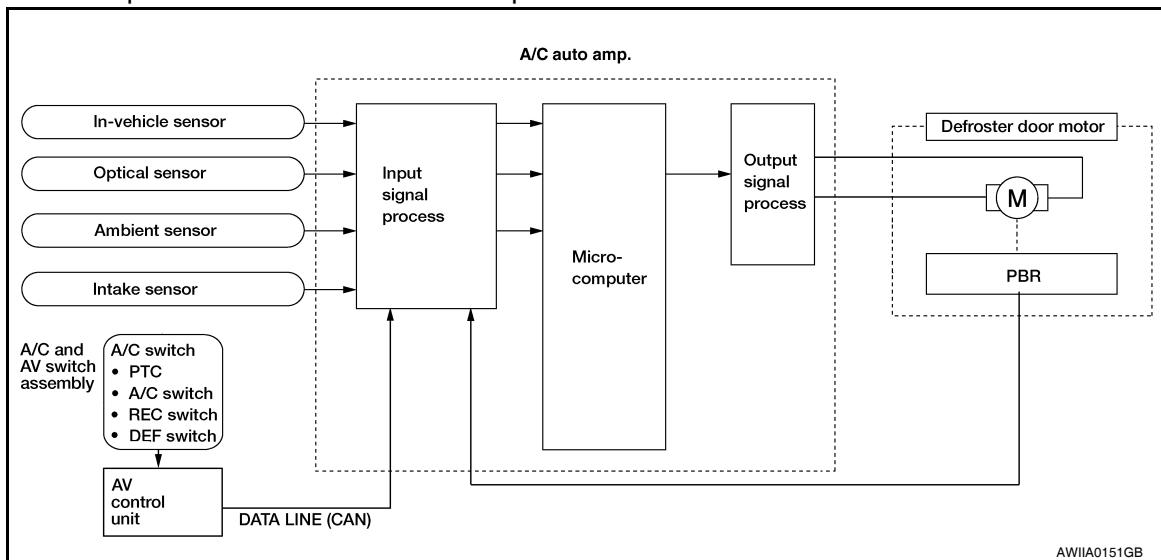 A/C auto amp.
In-vehicle sensor
Optical sensor
Ambient sensor
Intake sensor
Input
signal
process
Micro-
computer
Output
signal
process
Defroster door motor
M
PBR
A/C and
AV switch
assembly
A/C switch
• PTC
• A/C switch
• REC switch
• DEF switch
AV
control
unit
DATA LINE (CAN)
AWIIA0151GB